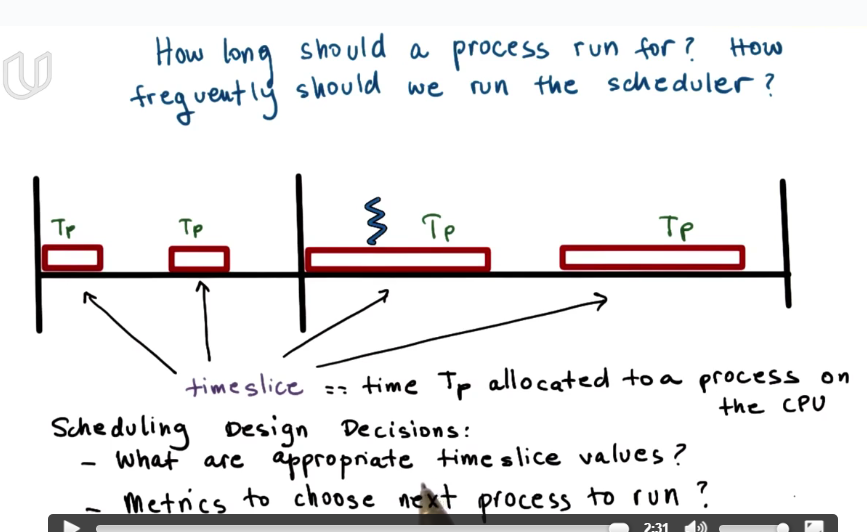 How long should a process run for? How
frequently should we run the scheduler?
Tp
Tp
Tp
Tp
timeslice == time Tp allocated to a process on
the CPU
Scheduling Design Decisions:
- What are appropriate timeslice values?
- Metrics to choose next process to run?
2:31